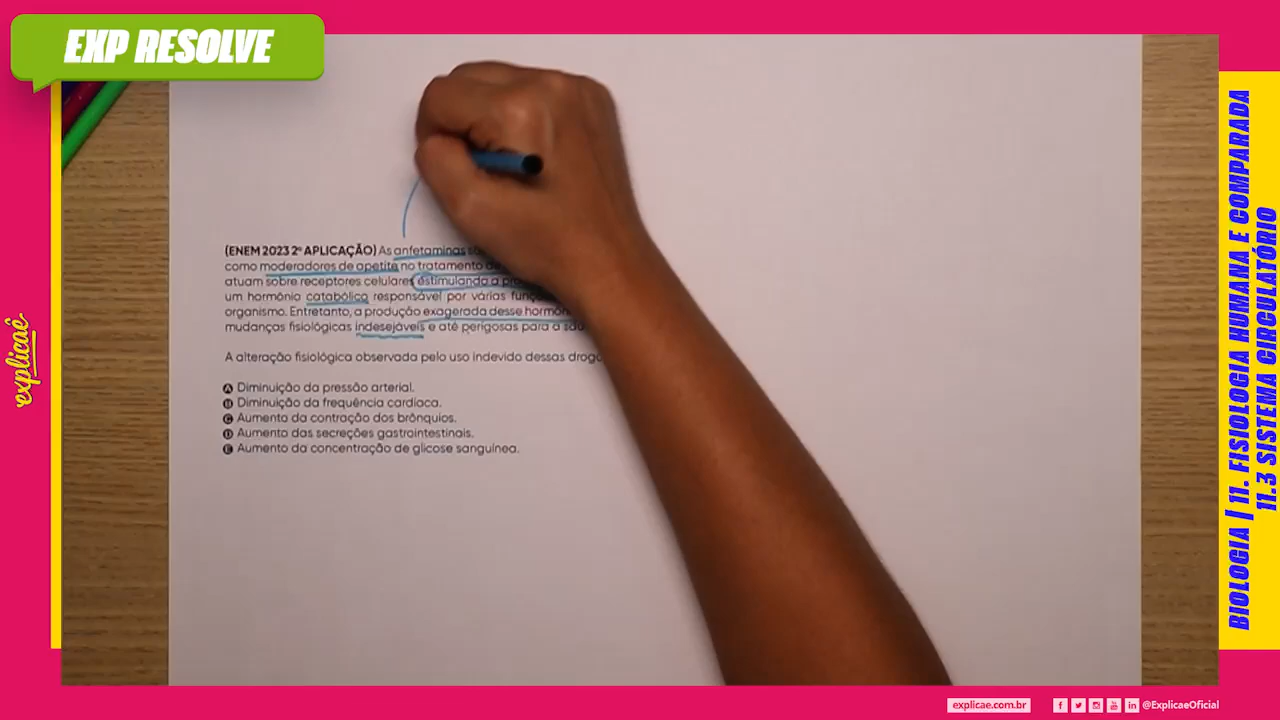 EXP RESOLVE
(ENEM 2023 2ª APLICAÇÃO) As anfetaminas
como moderadores de apetite no tratamento de
atuam sobre receptores celulares estimulando a
um hormônio catabólico responsável por várias
organismo. Entretanto, a produção exagerada desse
mudanças fisiológicas indesejáveis e até perigosas para a
A alteração fisiológica observada pelo uso indevido dessas
A Diminuição da pressão arterial.
B Diminuição da frequência cardíaca.
C Aumento da contração dos brônquios.
D Aumento das secreções gastrointestinais.
E Aumento da concentração de glicose sanguínea.
explicaê
BIOLOGIA | 11. FISIOLOGIA HUMANA E COMPARADA
11.3 SISTEMA CIRCULATÓRIO
explicae.com.br
@ExplicaeOficial